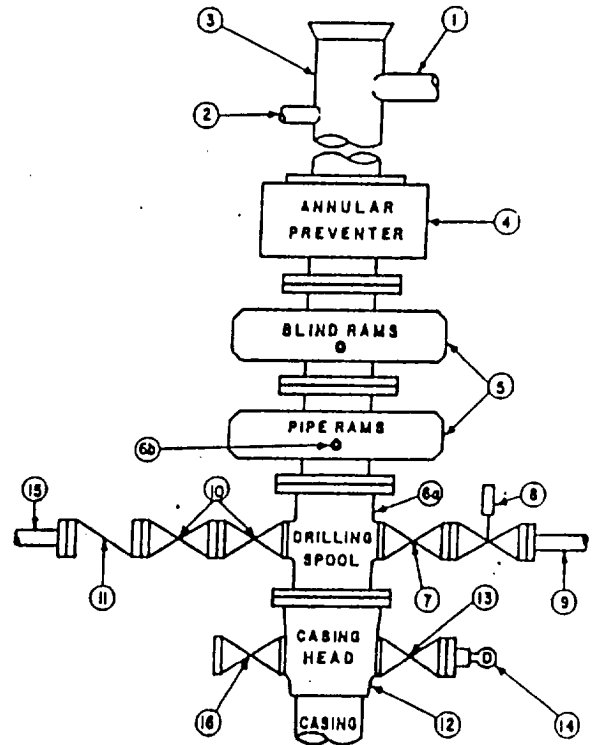 1
3
2
ANNULAR
PREVENTER
4
BLIND RAMS
5
PIPE RAMS
6b
15
10
6a
8
DRILLING
SPOOL
11
7
13
9
CASING
HEAD
16
12
14
CASING